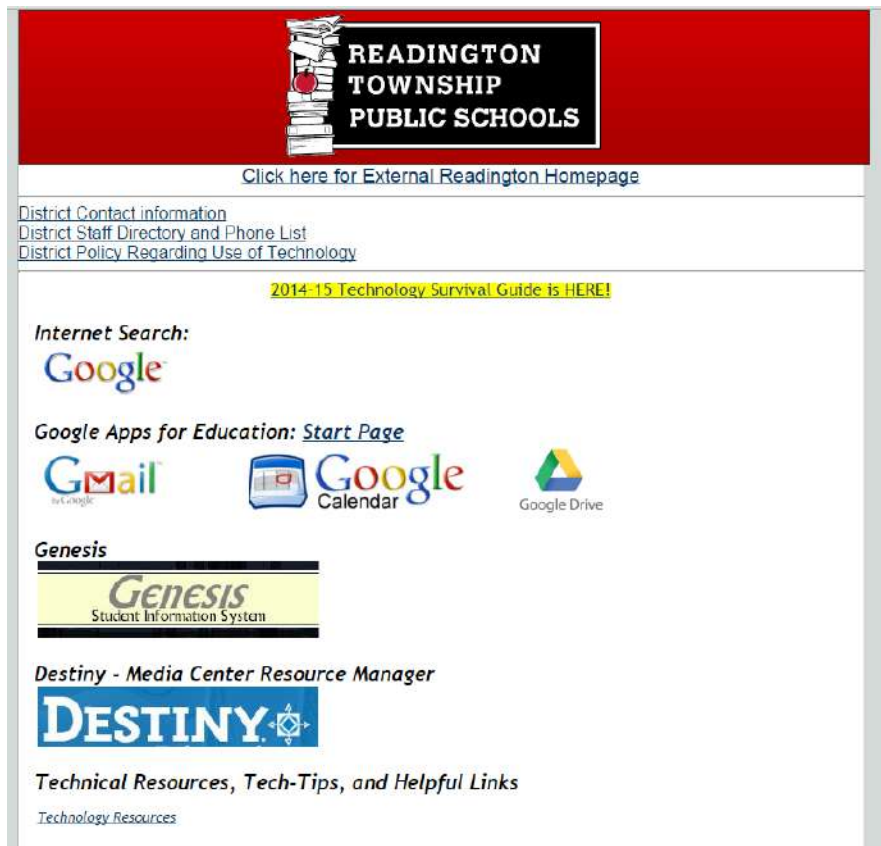 READINGTON
TOWNSHIP
PUBLIC SCHOOLS
Click here for External Readington Homepage
District Contact information
District Staff Directory and Phone List
District Policy Regarding Use of Technology
2014-15 Technology Survival Guide is HERE!
Internet Search:
Google
Google Apps for Education: Start Page
Gmail
by Google
Google
Calendar
Google Drive
Genesis
Genesis
Student Information System
Destiny - Media Center Resource Manager
DESTINY
Technical Resources, Tech-Tips, and Helpful Links
Technology Resources